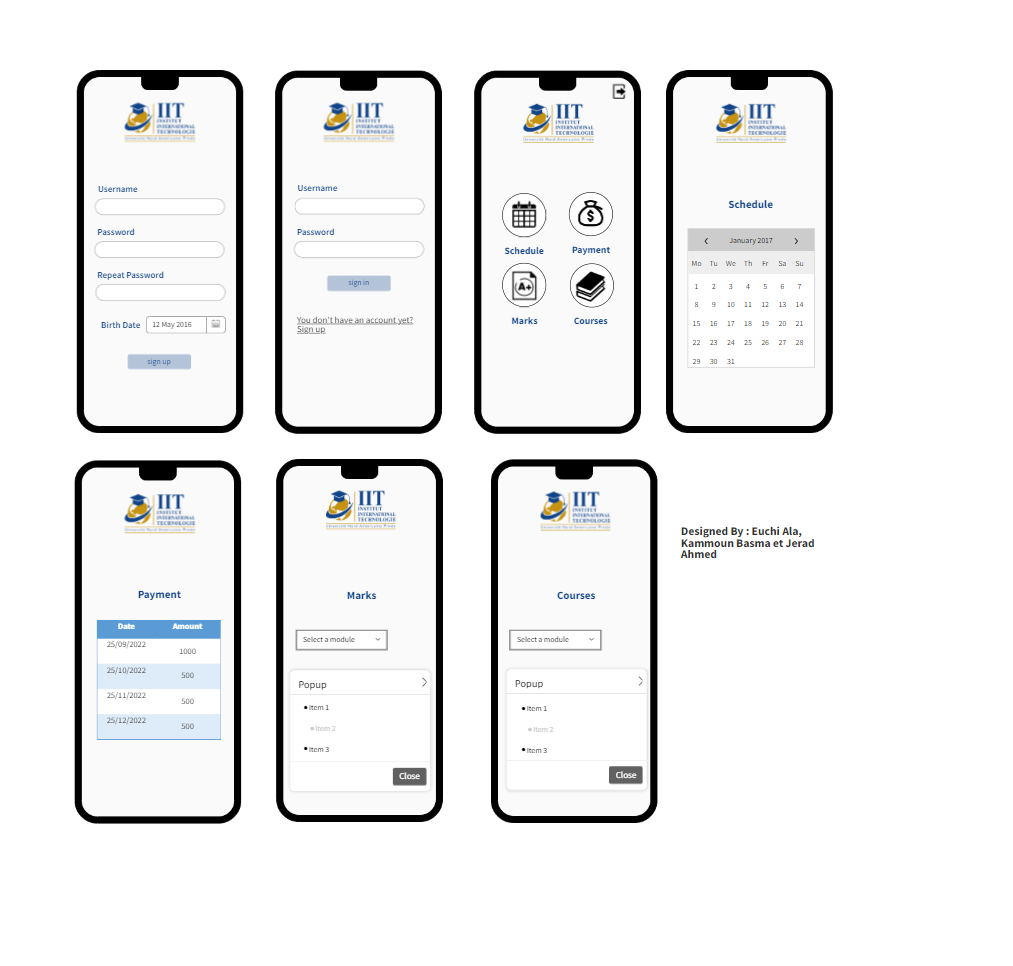 IIT
INSTITUT
INTERNATIONAL
TECHNOLOGIE
Username
Password
Repeat Password
Birth Date 12 May 2016
sign up
IIT
INSTITUT
INTERNATIONAL
TECHNOLOGIE
Username
Password
sign in
You don't have an account yet?
Sign up
IIT
INSTITUT
INTERNATIONAL
TECHNOLOGIE
$
Schedule Payment
A+
Marks Courses
IIT
INSTITUT
INTERNATIONAL
TECHNOLOGIE
Schedule
January 2017
Mo Tu We Th Fr Sa Su
1 2 3 4 5 6 7
8 9 10 11 12 13 14
15 16 17 18 19 20 21
22 23 24 25 26 27 28
29 30 31
IIT
INSTITUT
INTERNATIONAL
TECHNOLOGIE
Payment
Date Amount
25/09/2022 1000
25/10/2022 500
25/11/2022 500
25/12/2022 500
IIT
INSTITUT
INTERNATIONAL
TECHNOLOGIE
Marks
Select a module
Popup
Item 1
Item 2
Item 3
Close
IIT
INSTITUT
INTERNATIONAL
TECHNOLOGIE
Courses
Select a module
Popup
Item 1
Item 2
Item 3
Close
Designed By : Euchi Ala,
Kammoun Basma et Jerad
Ahmed